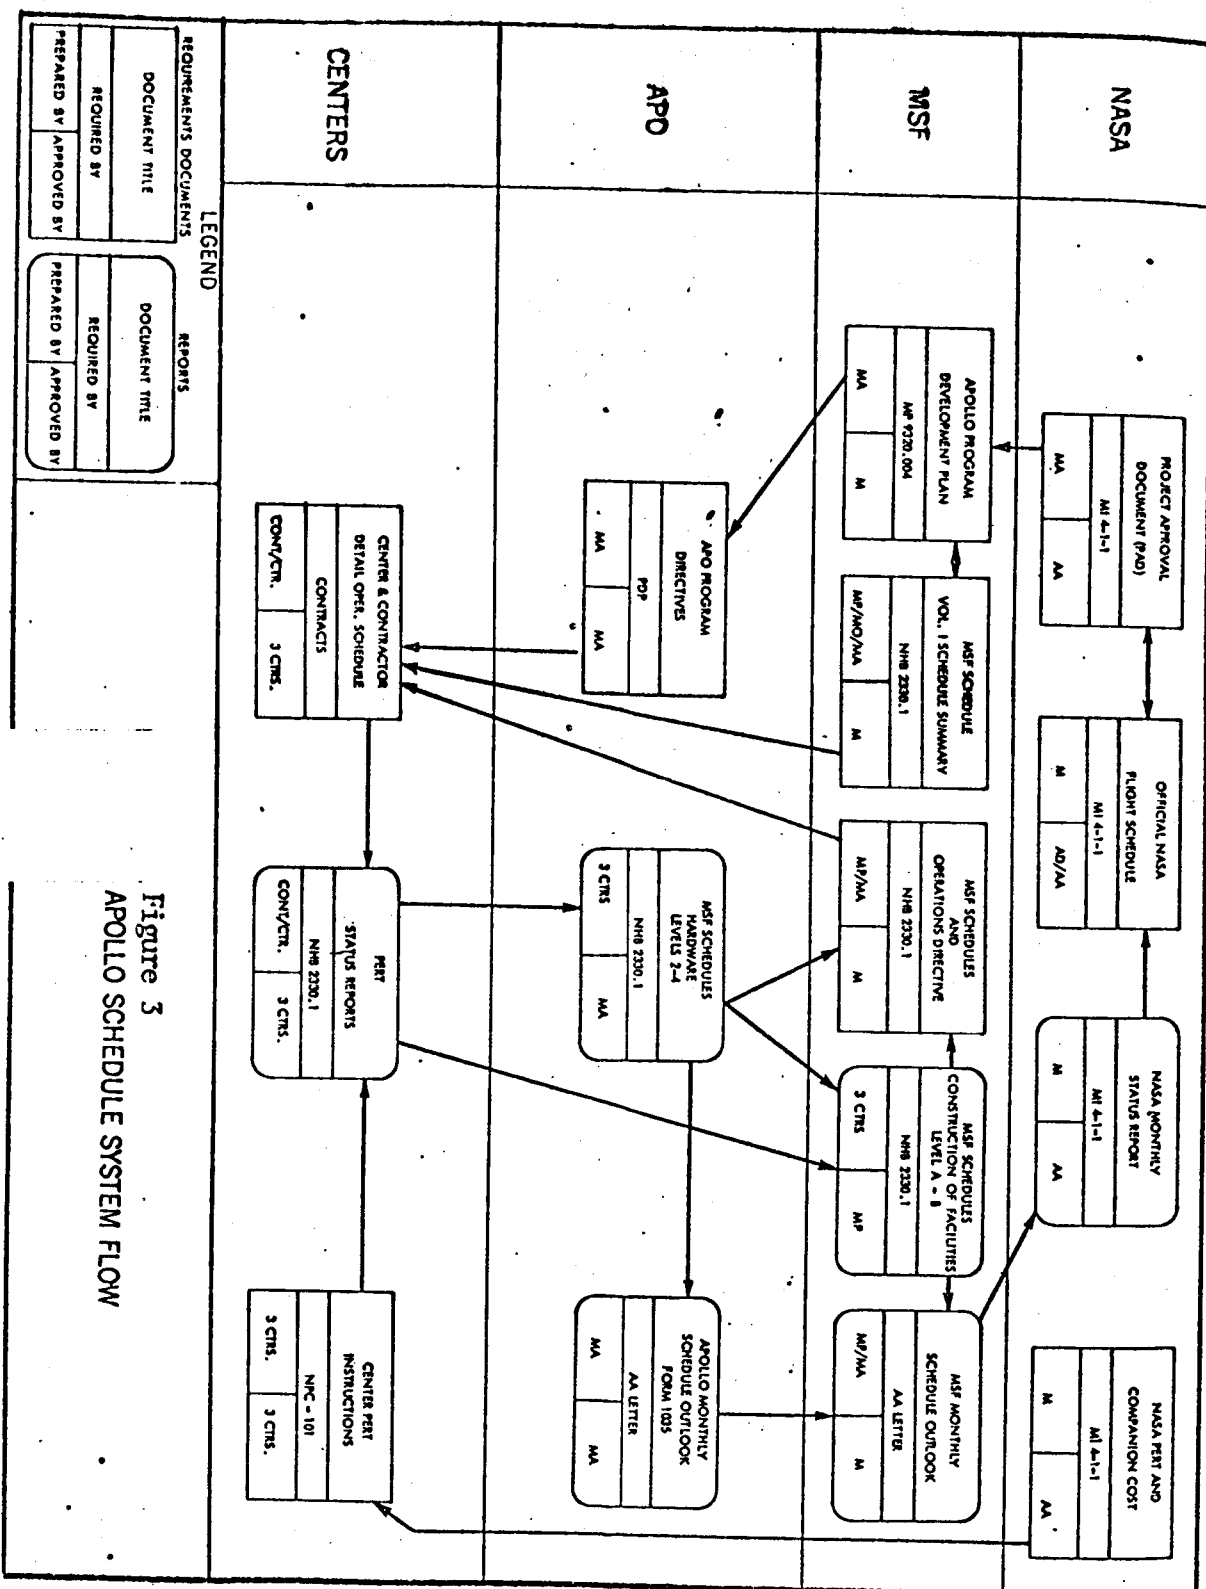 NASA
PROJECT APPROVAL
DOCUMENT (PAD)
MI 4-1-1
MA
AA
OFFICIAL NASA
FLIGHT SCHEDULE
MI 4-1-1
M
AD/AA
NASA MONTHLY
STATUS REPORT
MI 4-1-1
M
AA
NASA PERT AND
COMPANION COST
MI 4-1-1
M
AA
MSF
APOLLO PROGRAM
DEVELOPMENT PLAN
MP 9320.004
MA
M
MSF SCHEDULE
VOL. I SCHEDULE SUMMARY
NHB 2330.1
MP/MO/MA
M
MSF SCHEDULES
AND
OPERATIONS DIRECTIVE
NHB 2330.1
MP/MA
M
MSF SCHEDULES
CONSTRUCTION OF FACILITIES
LEVEL A - B
NHB 2330.1
3 CTRS
MP
MSF MONTHLY
SCHEDULE OUTLOOK
AA LETTER
MP/MA
M
APO
APO PROGRAM
DIRECTIVES
PDP
MA
MA
MSF SCHEDULES
HARDWARE
LEVELS 2-4
NHB 2330.1
3 CTRS
MA
APOLLO MONTHLY
SCHEDULE OUTLOOK
FORM 1035
AA LETTER
MA
MA
CENTERS
CENTER & CONTRACTOR
DETAIL OPER. SCHEDULE
CONTRACTS
CONT/CTR.
3 CTRS.
PERT
STATUS REPORTS
NHB 2330.1
CONT/CTR.
3 CTRS.
CENTER PERT
INSTRUCTIONS
NPC - 101
3 CTRS.
3 CTRS.
LEGEND
REQUIREMENTS DOCUMENTS
DOCUMENT TITLE
REQUIRED BY
PREPARED BY
APPROVED BY
REPORTS
DOCUMENT TITLE
REQUIRED BY
PREPARED BY
APPROVED BY
Figure 3
APOLLO SCHEDULE SYSTEM FLOW